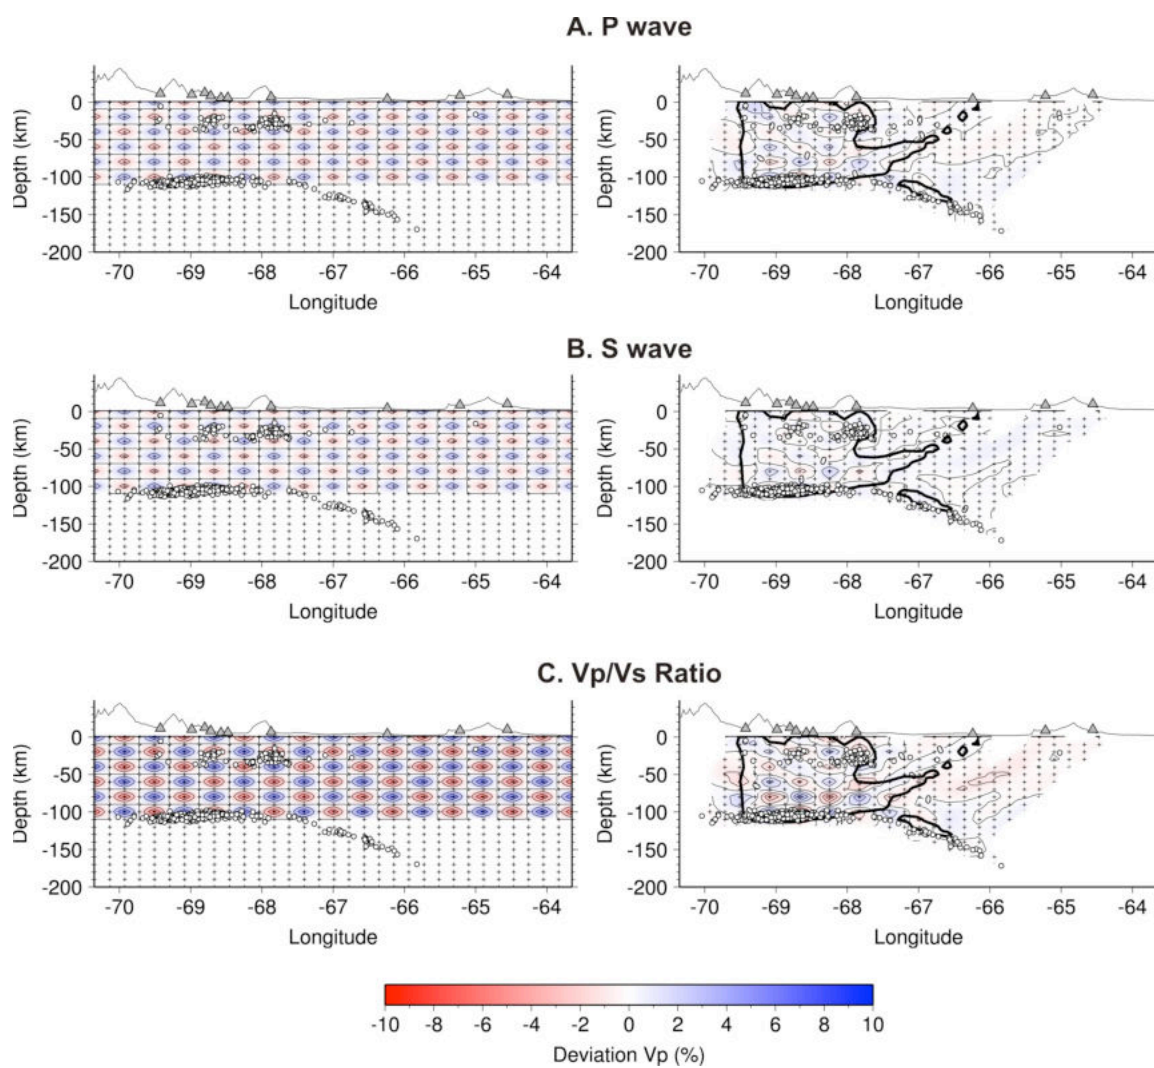 A. P wave
0
-50
-100
-150
-200
Depth (km)
-70 -69 -68 -67 -66 -65 -64
Longitude
0
-50
-100
-150
-200
Depth (km)
-70 -69 -68 -67 -66 -65 -64
Longitude
B. S wave
0
-50
-100
-150
-200
Depth (km)
-70 -69 -68 -67 -66 -65 -64
Longitude
0
-50
-100
-150
-200
Depth (km)
-70 -69 -68 -67 -66 -65 -64
Longitude
C. Vp/Vs Ratio
0
-50
-100
-150
-200
Depth (km)
-70 -69 -68 -67 -66 -65 -64
Longitude
0
-50
-100
-150
-200
Depth (km)
-70 -69 -68 -67 -66 -65 -64
Longitude
-10 -8 -6 -4 -2 0 2 4 6 8 10
Deviation Vp (%)